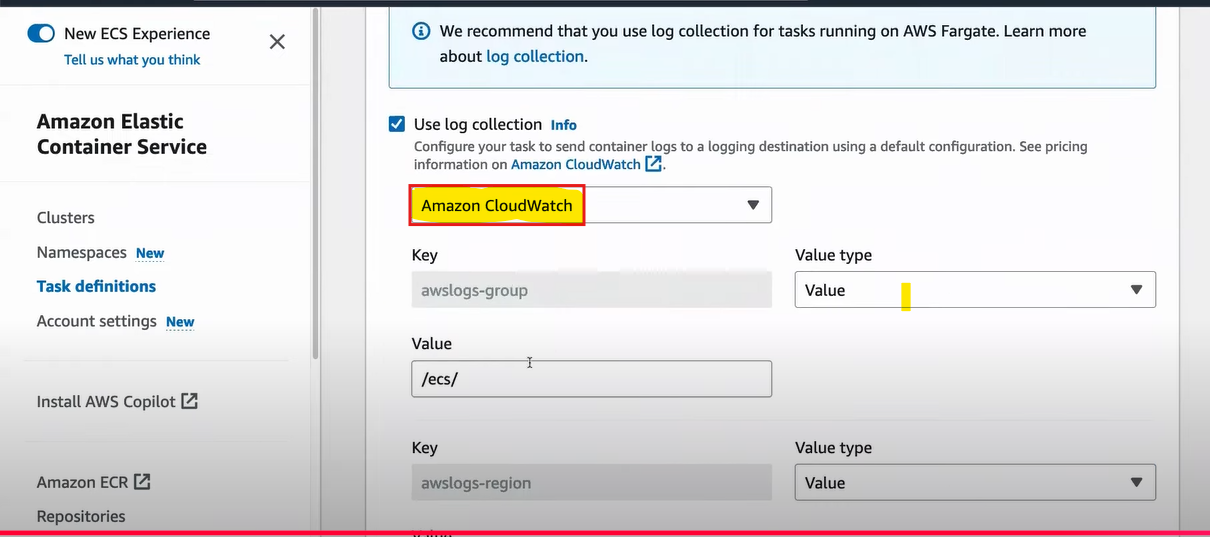 New ECS Experience
Tell us what you think
Amazon Elastic
Container Service
Clusters
Namespaces New
Task definitions
Account settings New
Install AWS Copilot
Amazon ECR
Repositories
We recommend that you use log collection for tasks running on AWS Fargate. Learn more
about log collection.
Use log collection Info
Configure your task to send container logs to a logging destination using a default configuration. See pricing
information on Amazon CloudWatch.
Amazon CloudWatch
Key
Value type
awslogs-group
Value
Value
/ecs/
Key
Value type
awslogs-region
Value